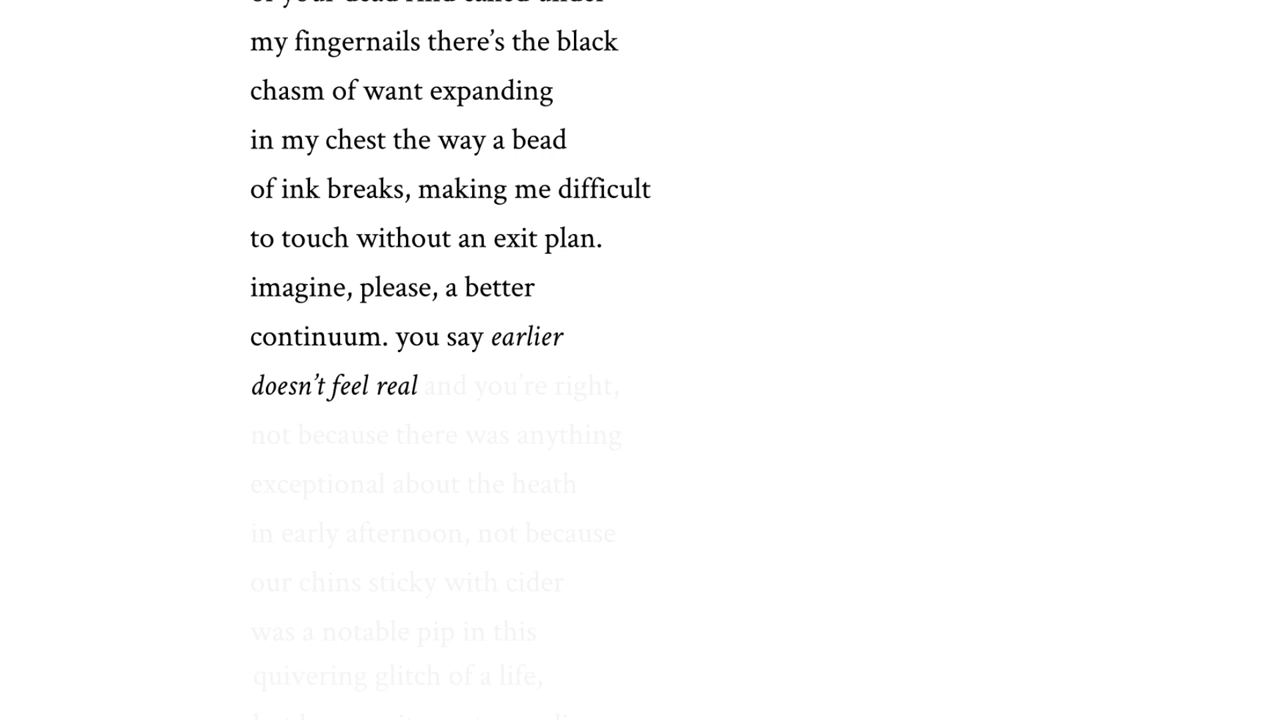 my fingernails there’s the black
chasm of want expanding
in my chest the way a bead
of ink breaks, making me difficult
to touch without an exit plan.
imagine, please, a better
continuum. you say earlier
doesn’t feel real and you’re right,
not because there was anything
exceptional about the heath
in early afternoon, not because
our chins sticky with cider
was a notable pip in this
quivering glitch of a life,